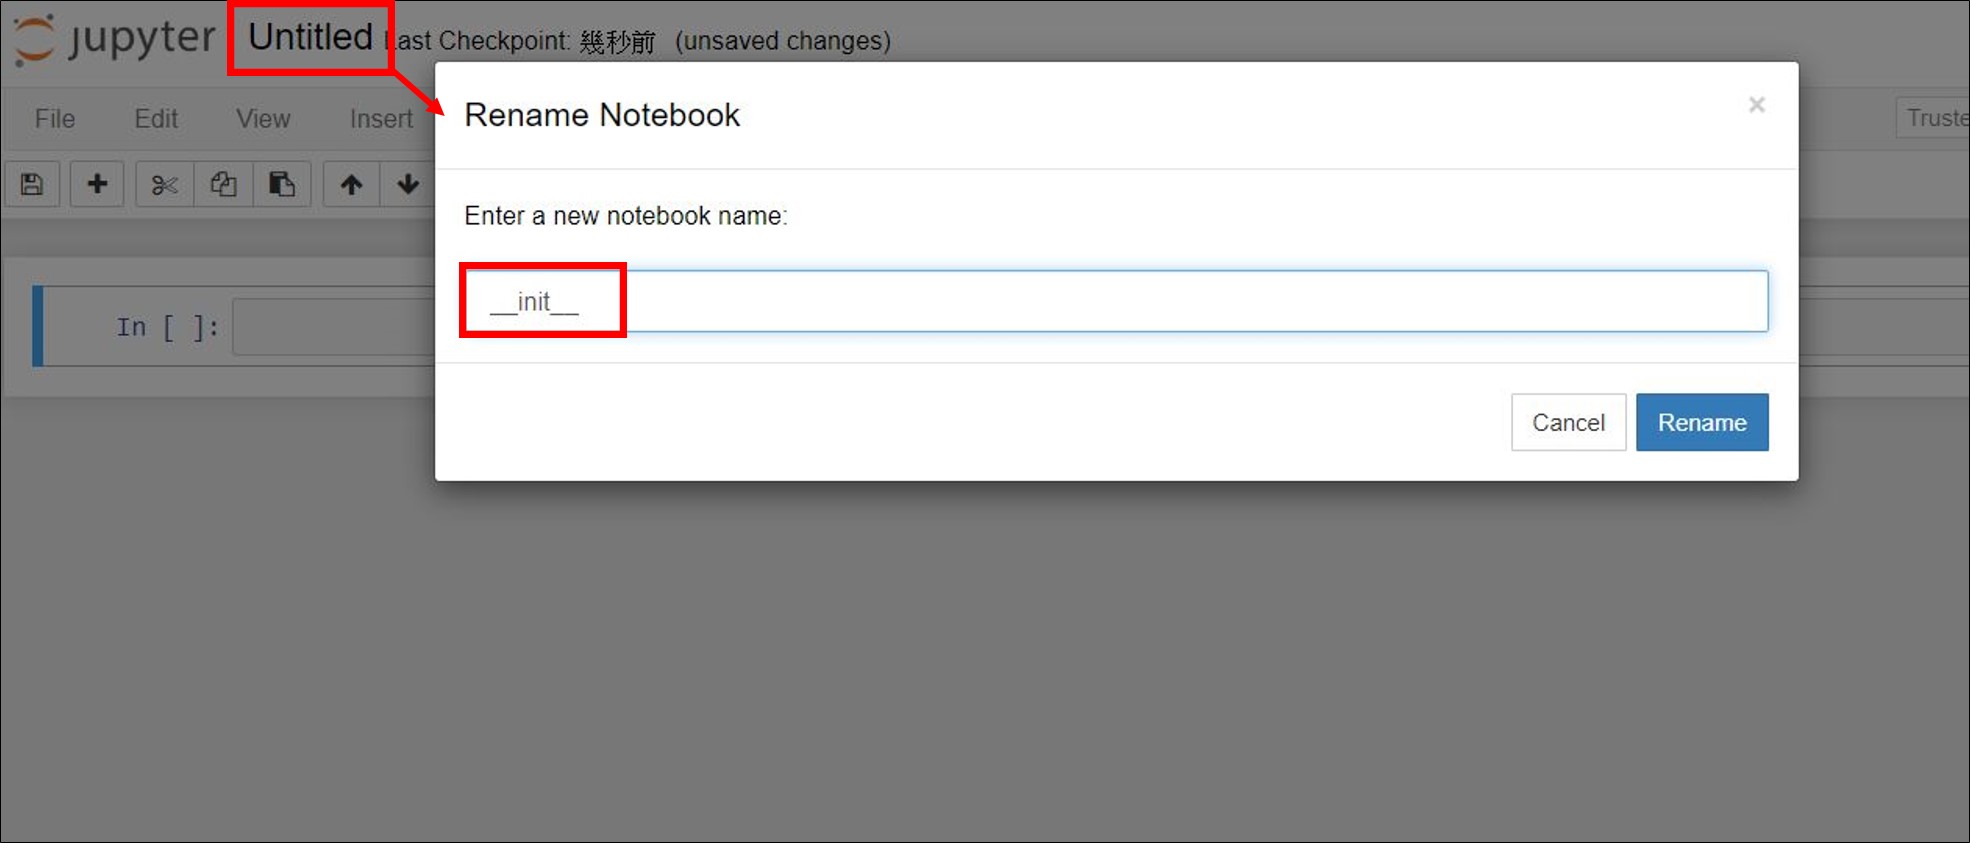 jupyter Untitled Last Checkpoint: 幾秒前 (unsaved changes)
File Edit View Insert Truste
Rename Notebook ×
Enter a new notebook name:
__init__
In [ ]:
Cancel Rename